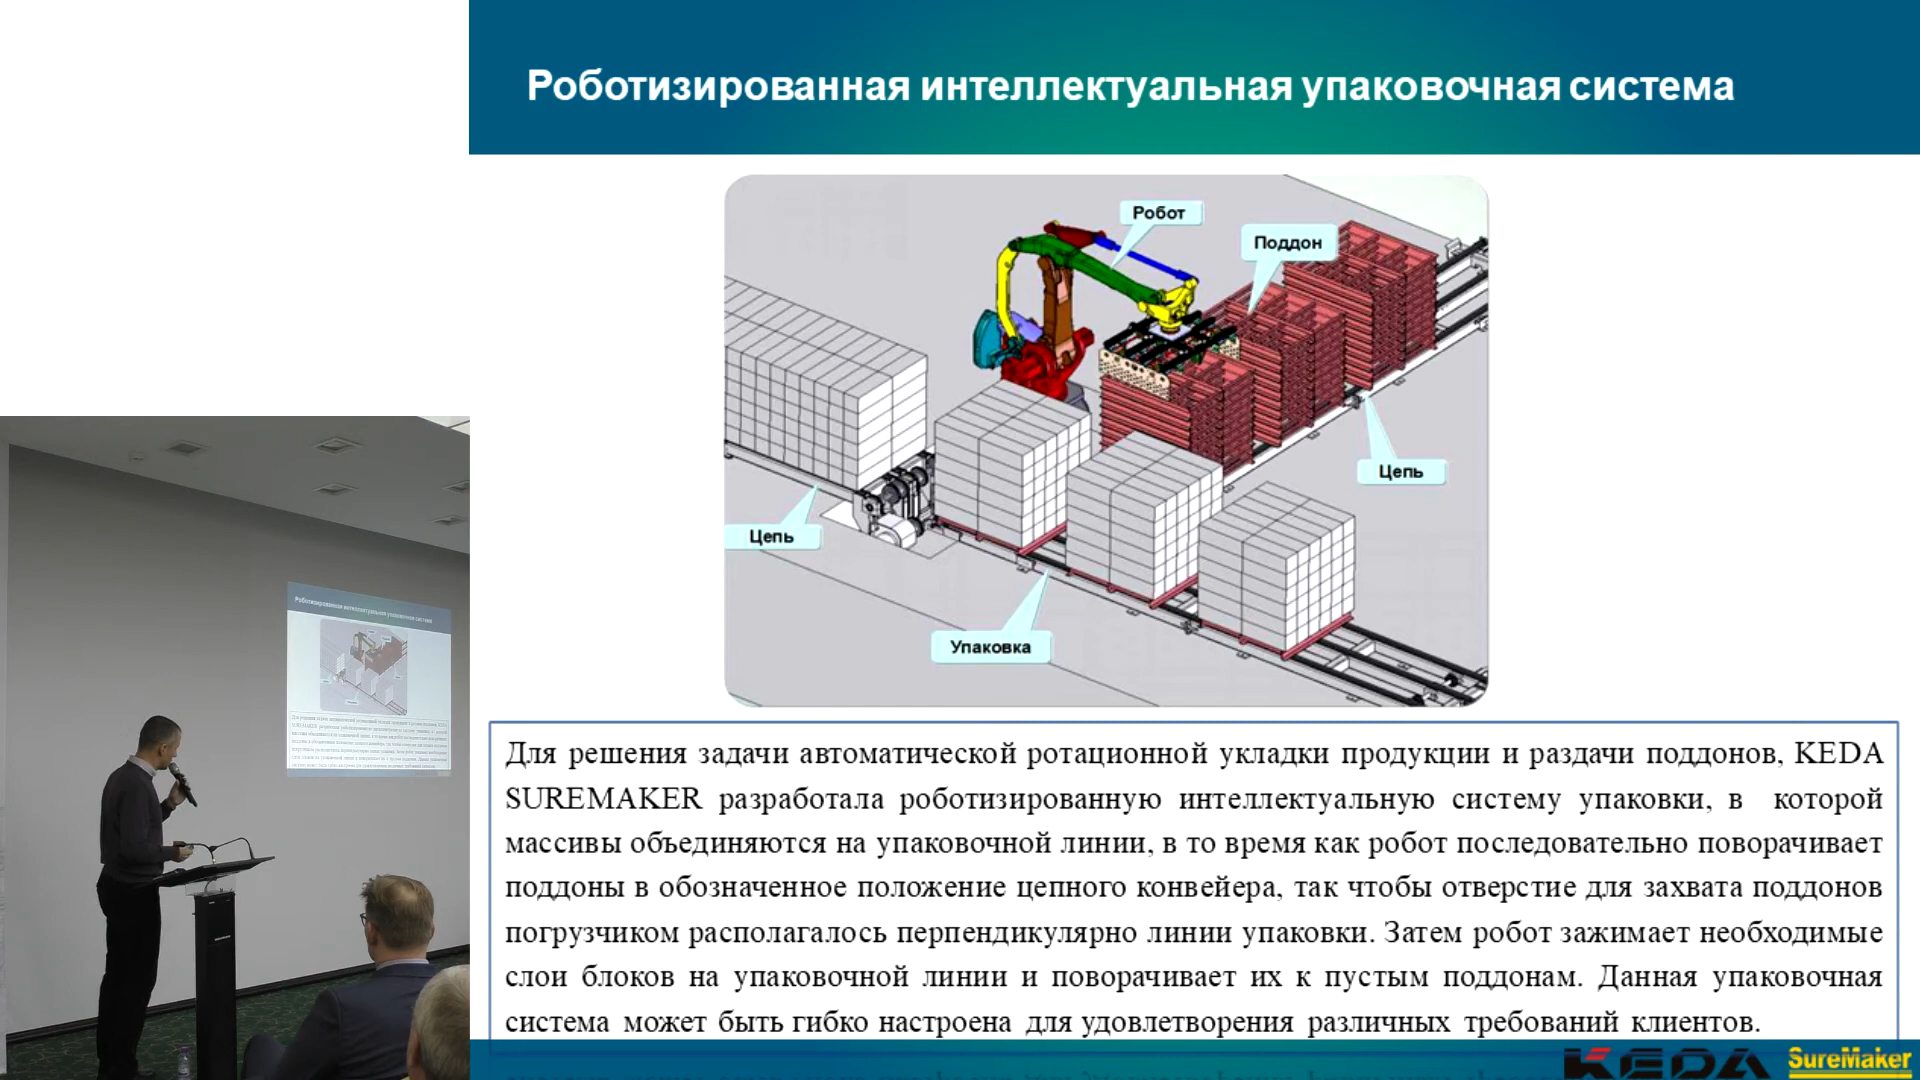 Роботизированная интеллектуальная упаковочная система
Робот
Поддон
Цепь
Цепь
Упаковка
Для решения задачи автоматической ротационной укладки продукции и раздачи поддонов, KEDA
SUREMAKER разработала роботизированную интеллектуальную систему упаковки, в которой
массивы объединяются на упаковочной линии, в то время как робот последовательно поворачивает
поддоны в обозначенное положение цепного конвейера, так чтобы отверстие для захвата поддонов
погрузчиком располагалось перпендикулярно линии упаковки. Затем робот зажимает необходимые
слои блоков на упаковочной линии и поворачивает их к пустым поддонам. Данная упаковочная
система может быть гибко настроена для удовлетворения различных требований клиентов.
KEDA SureMaker
Роботизированная интеллектуальная упаковочная система